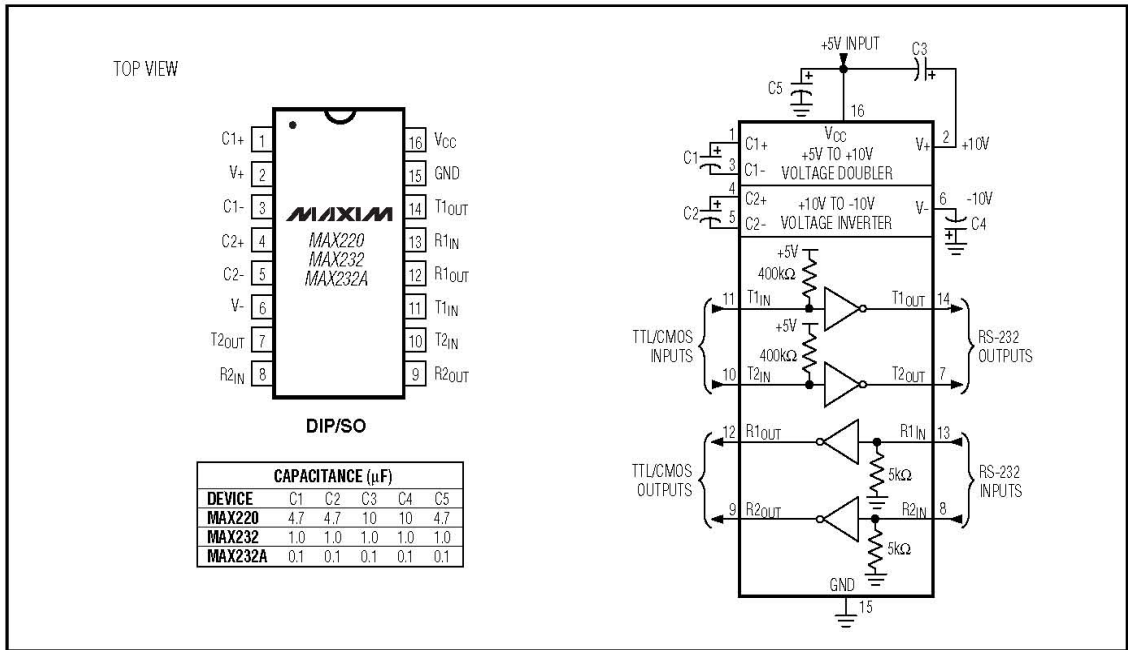 TOP VIEW
C1+ 1
V+ 2
C1- 3
C2+ 4
C2- 5
V- 6
T2OUT 7
R2IN 8
16 VCC
15 GND
14 T1OUT
13 R1IN
12 R1OUT
11 T1IN
10 T2IN
9 R2OUT
MAXIM
MAX220
MAX232
MAX232A
DIP/SO
CAPACITANCE (μF)
DEVICE C1 C2 C3 C4 C5
MAX220 4.7 4.7 10 10 4.7
MAX232 1.0 1.0 1.0 1.0 1.0
MAX232A 0.1 0.1 0.1 0.1 0.1
+5V INPUT
C3
+
C5
+
16
VCC
1 C1+
C1
+
3 C1-
+5V TO +10V
VOLTAGE DOUBLER
V+ 2 +10V
4 C2+
C2
+
5 C2-
+10V TO -10V
VOLTAGE INVERTER
V- 6 -10V
C4
+
+5V
400kΩ
11 T1IN
T1OUT 14
+5V
400kΩ
10 T2IN
T2OUT 7
TTL/CMOS
INPUTS
RS-232
OUTPUTS
12 R1OUT
R1IN 13
5kΩ
9 R2OUT
R2IN 8
5kΩ
TTL/CMOS
OUTPUTS
RS-232
INPUTS
GND
15